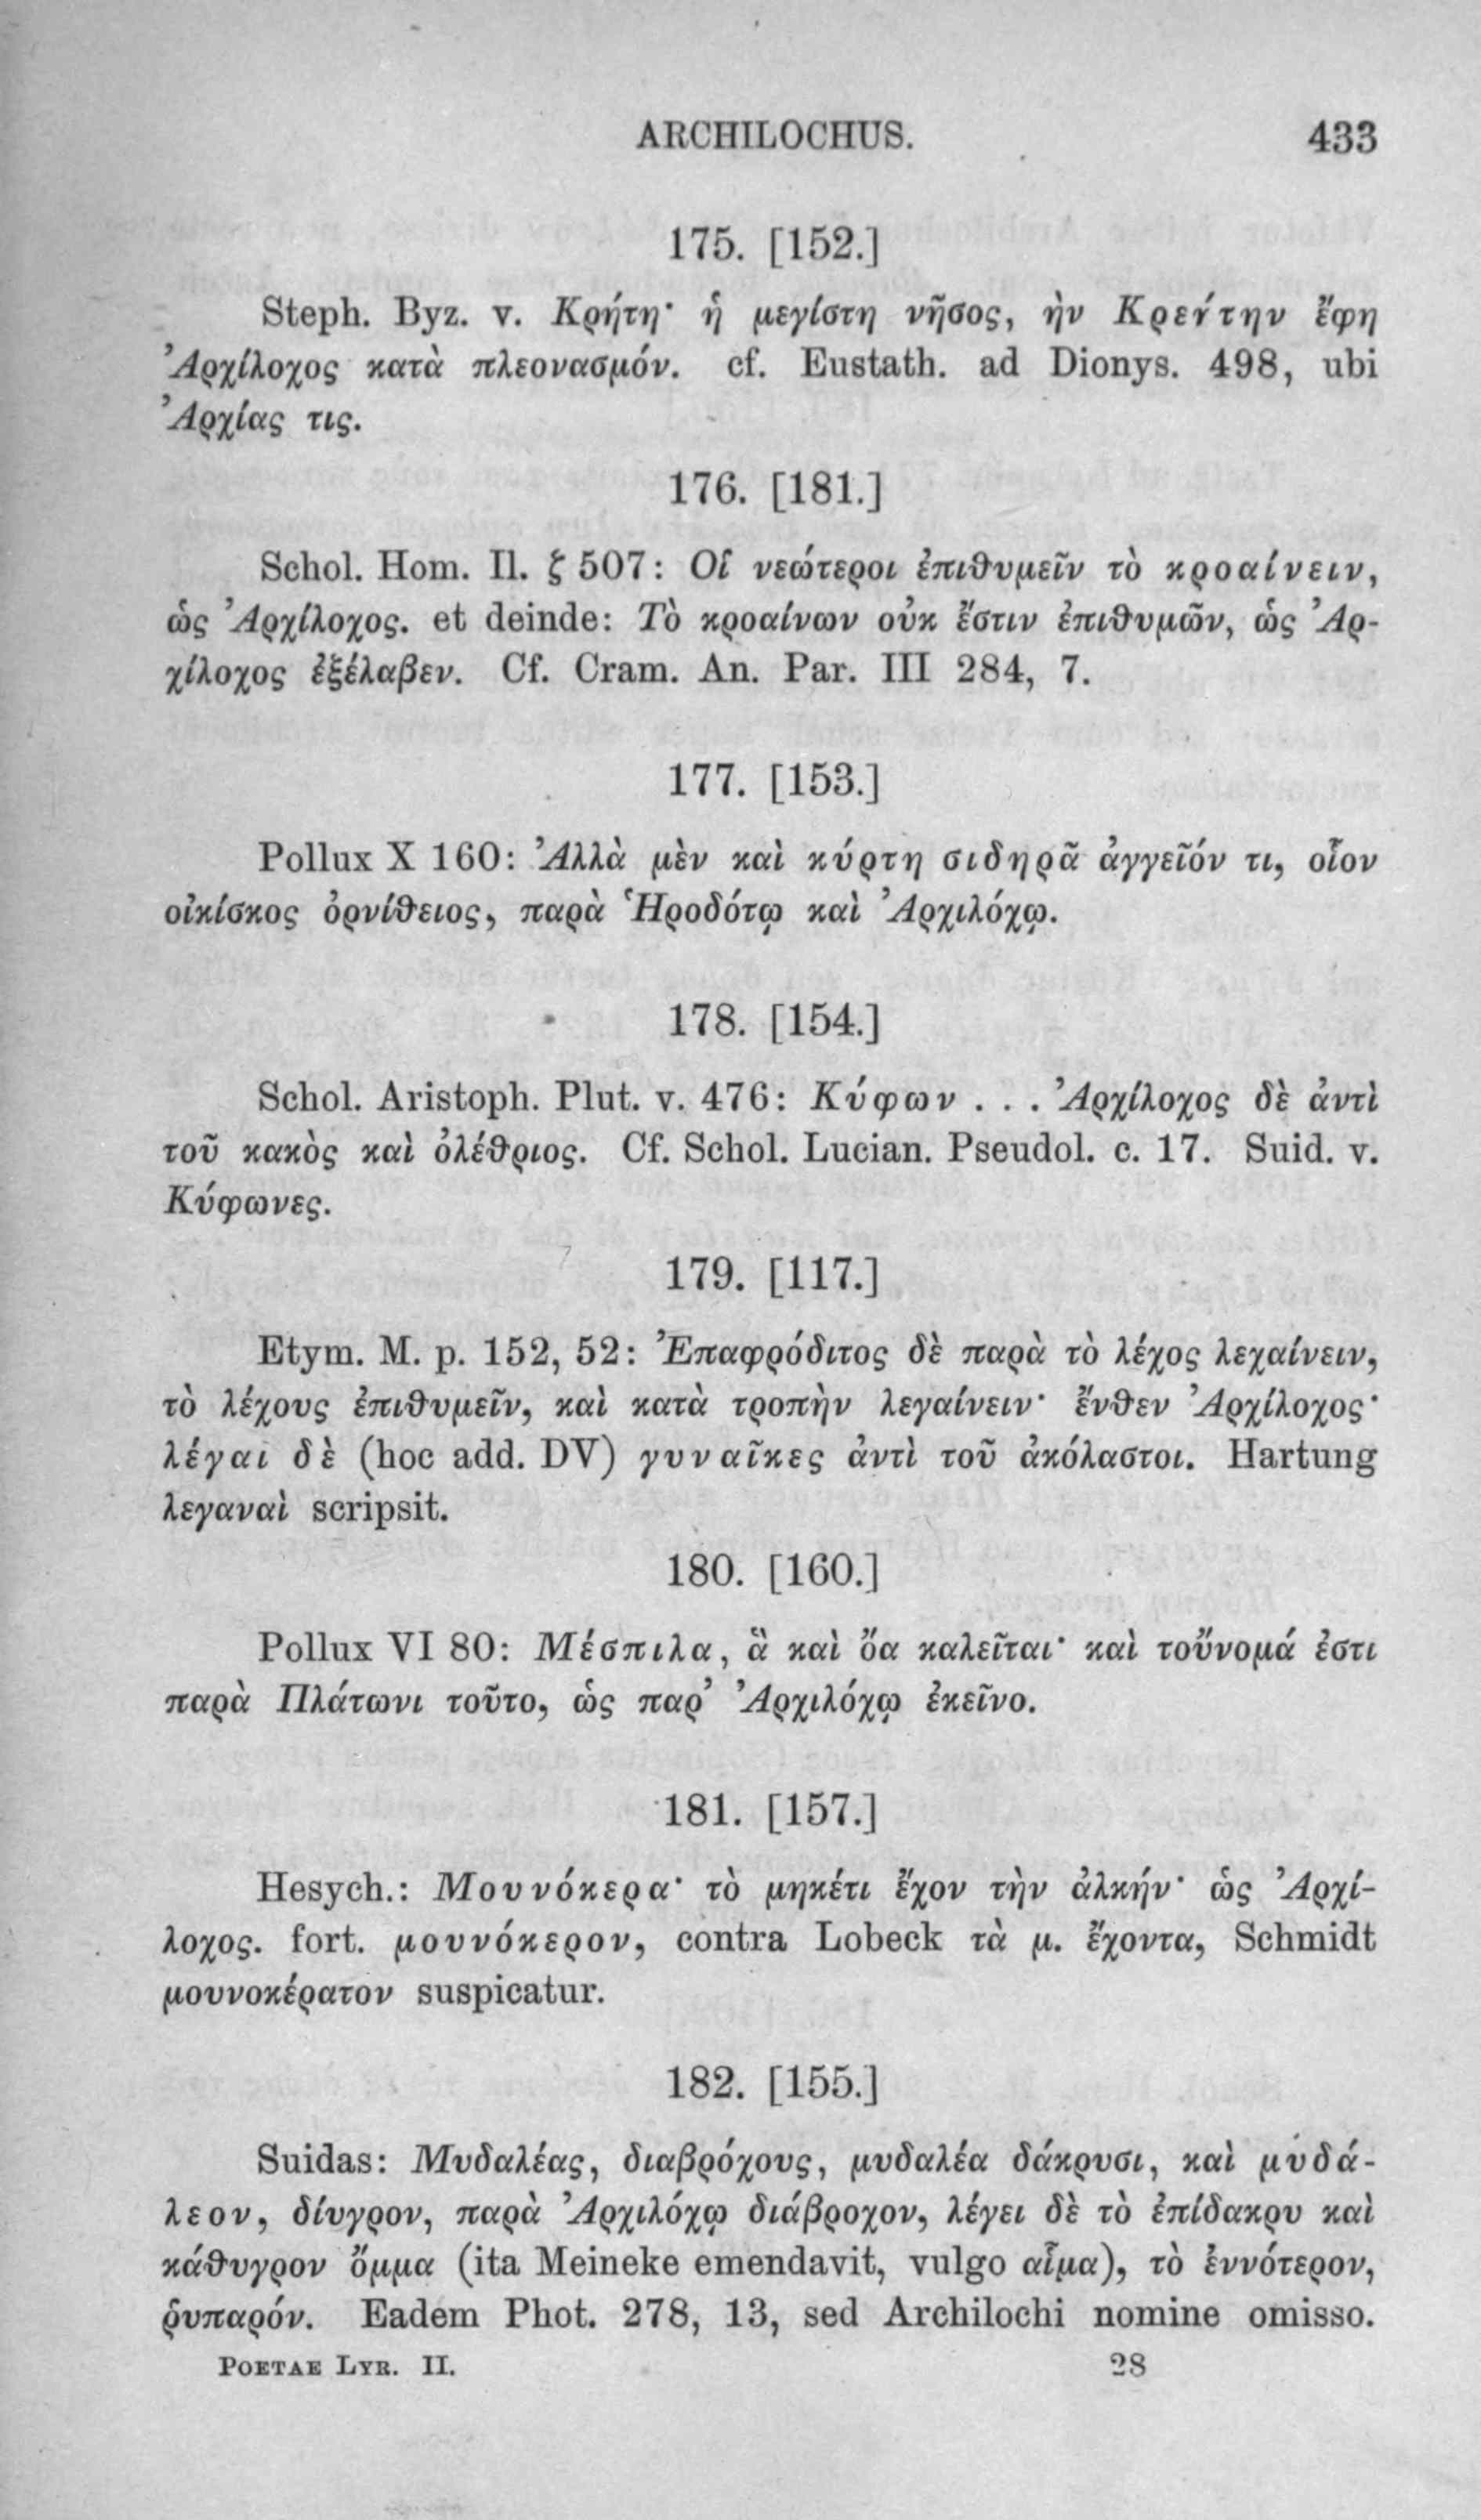 ARCHILOCHUS. 433
175. [152.]
Steph. Byz. v. Κρήτη· ἡ μεγίστη νῆσος, ἣν Κρεήτην ἔφη
Ἀρχίλοχος κατὰ πλεονασμόν. cf. Eustath. ad Dionys. 498, ubi
Ἀρχίας τις.
176. [181.]
Schol. Hom. Il. ζ 507: Οἱ νεώτεροι ἐπιθυμεῖν τὸ κροαίνειν,
ὡς Ἀρχίλοχος. et deinde: Τὸ κροαίνων οὐκ ἔστιν ἐπιθυμῶν, ὡς Ἀρ-
χίλοχος ἐξέλαβεν. Cf. Cram. An. Par. III 284, 7.
177. [153.]
Pollux X 160: Ἀλλὰ μὲν καὶ κύρτη σιδηρᾶ ἀγγεῖόν τι, οἷον
οἰκίσκος ὀρνίθειος, παρὰ Ἡροδότῳ καὶ Ἀρχιλόχῳ.
178. [154.]
Schol. Aristoph. Plut. v. 476: Κύφων . . . Ἀρχίλοχος δὲ ἀντὶ
τοῦ κακὸς καὶ ὀλέθριος. Cf. Schol. Lucian. Pseudol. c. 17. Suid. v.
Κύφωνες.
179. [117.]
Etym. M. p. 152, 52: Ἐπαφρόδιτος δὲ παρὰ τὸ λέχος λεχαίνειν,
τὸ λέχους ἐπιθυμεῖν, καὶ κατὰ τροπὴν λεγαίνειν· ἔνθεν Ἀρχίλοχος·
λέγαι δὲ (hoc add. DV) γυναῖκες ἀντὶ τοῦ ἀκόλαστοι. Hartung
λεγαναὶ scripsit.
180. [160.]
Pollux VI 80: Μέσπιλα, ἃ καὶ ὄα καλεῖται· καὶ τοὔνομά ἐστι
παρὰ Πλάτωνι τοῦτο, ὡς παρ’ Ἀρχιλόχῳ ἐκεῖνο.
181. [157.]
Hesych.: Μουνόκερα· τὸ μηκέτι ἔχον τὴν ἀλκήν· ὡς Ἀρχί-
λοχος. fort. μουνόκερον, contra Lobeck τὰ μ. ἔχοντα, Schmidt
μουνοκέρατον suspicatur.
182. [155.]
Suidas: Μυδαλέας, διαβρόχους, μυδαλέα δάκρυσι, καὶ μυδά-
λεον, δίυγρον, παρὰ Ἀρχιλόχῳ διάβροχον, λέγει δὲ τὸ ἐπίδακρυ καὶ
κάθυγρον ὄμμα (ita Meineke emendavit, vulgo αἷμα), τὸ ἐννότερον,
ῥυπαρόν. Eadem Phot. 278, 13, sed Archilochi nomine omisso.
POETAE LYR. II. 28